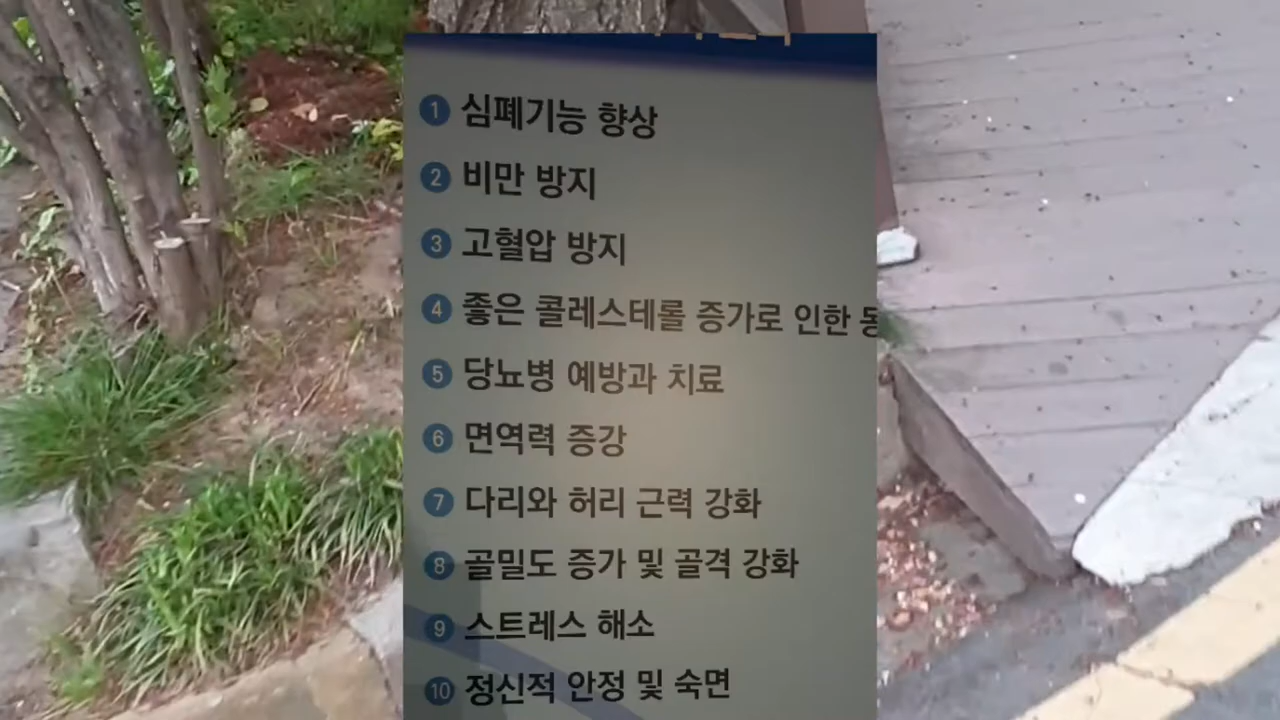 1 심폐기능 향상
2 비만 방지
3 고혈압 방지
4 좋은 콜레스테롤 증가로 인한
5 당뇨병 예방과 치료
6 면역력 증강
7 다리와 허리 근력 강화
8 골밀도 증가 및 골격 강화
9 스트레스 해소
10 정신적 안정 및 숙면